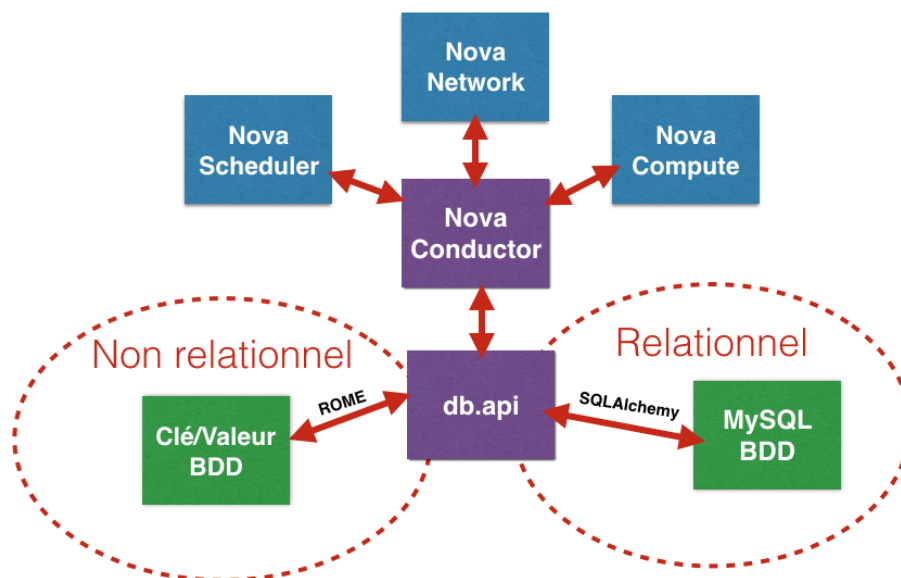 Nova
Network
Nova
Scheduler
Nova
Compute
Nova
Conductor
Non relationnel
Relationnel
ROME
db.api
SQLAlchemy
Clé/Valeur
BDD
MySQL
BDD